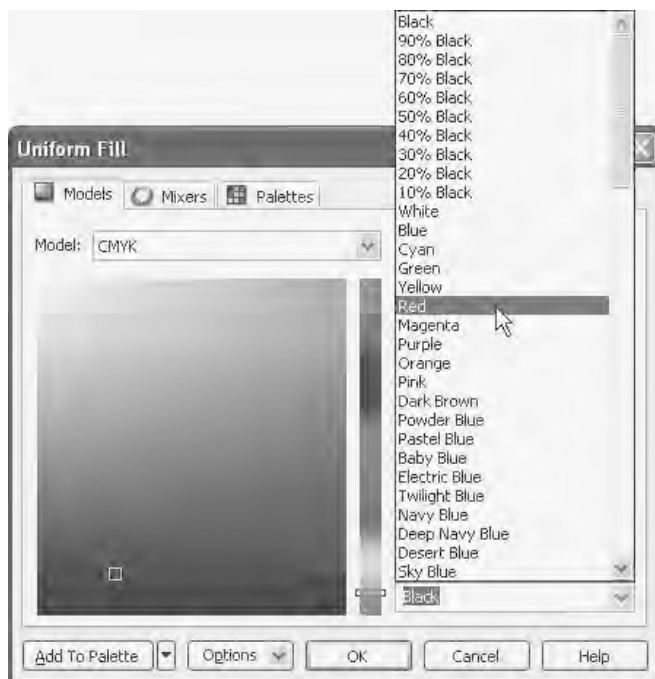 Black
90% Black
80% Black
70% Black
60% Black
50% Black
40% Black
30% Black
20% Black
10% Black
White
Blue
Cyan
Green
Yellow
Red
Magenta
Purple
Orange
Pink
Dark Brown
Powder Blue
Pastel Blue
Baby Blue
Electric Blue
Twilight Blue
Navy Blue
Deep Navy Blue
Desert Blue
Sky Blue
Uniform Fill
Models Mixers Palettes
Model: CMYK
Black
Add To Palette Options OK Cancel Help